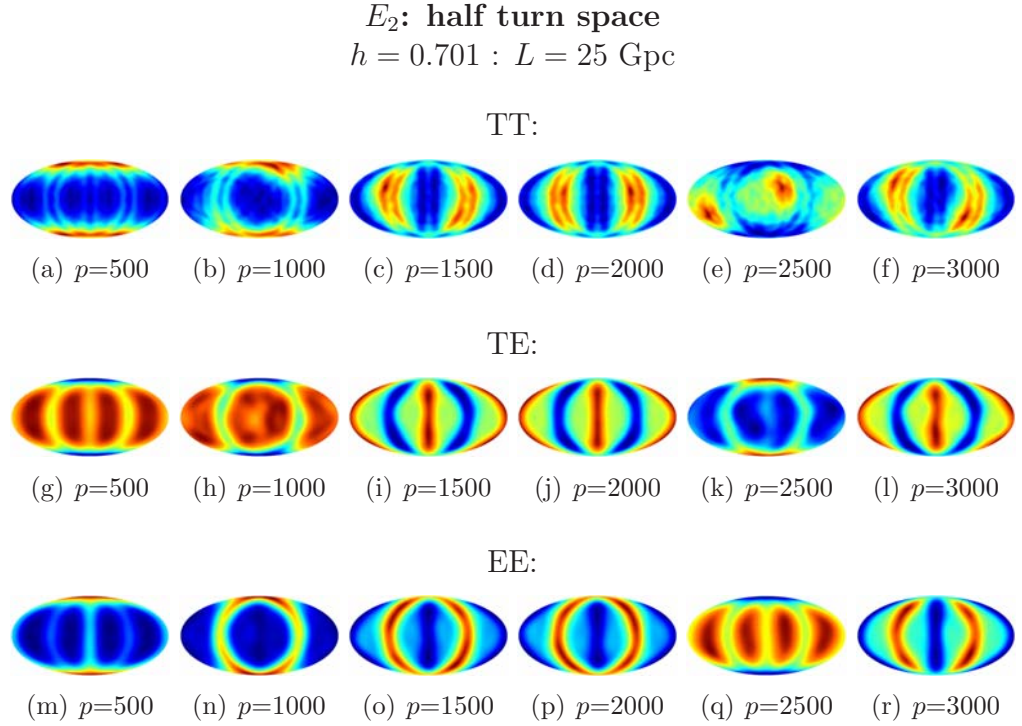 E₂: half turn space
h = 0.701 : L = 25 Gpc
TT:
(a) p=500 (b) p=1000 (c) p=1500 (d) p=2000 (e) p=2500 (f) p=3000
TE:
(g) p=500 (h) p=1000 (i) p=1500 (j) p=2000 (k) p=2500 (l) p=3000
EE:
(m) p=500 (n) p=1000 (o) p=1500 (p) p=2000 (q) p=2500 (r) p=3000